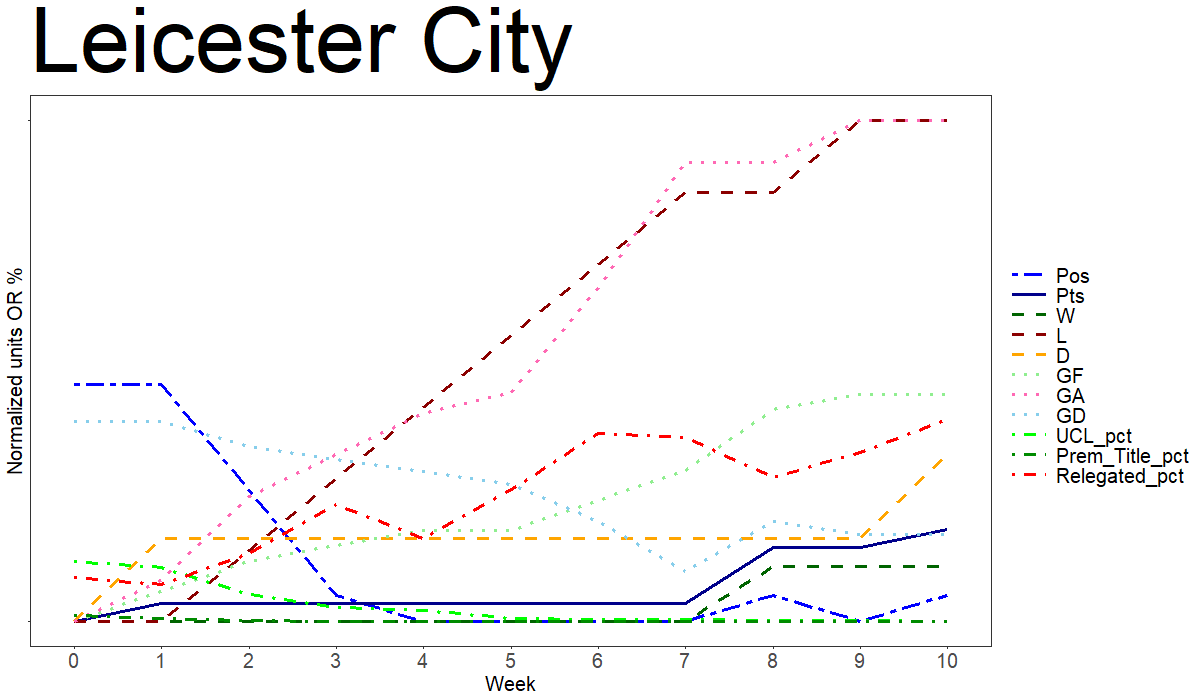 Leicester City
Normalized units OR %
0 1 2 3 4 5 6 7 8 9 10
Week
Pos
Pts
W
L
D
GF
GA
GD
UCL_pct
Prem_Title_pct
Relegated_pct